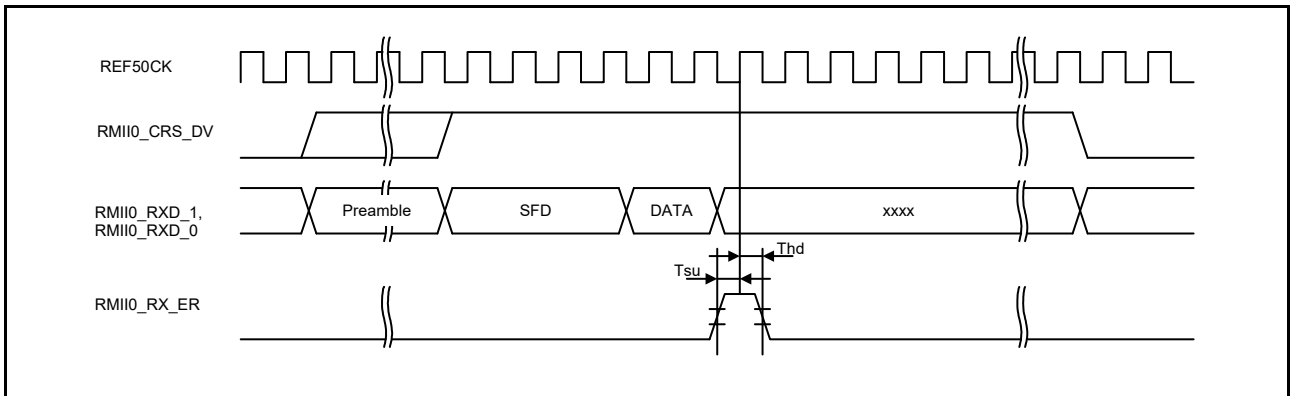 REF50CK
RMII0_CRS_DV
RMII0_RXD_1,
RMII0_RXD_0
Preamble
SFD
DATA
xxxx
Thd
Tsu
RMII0_RX_ER